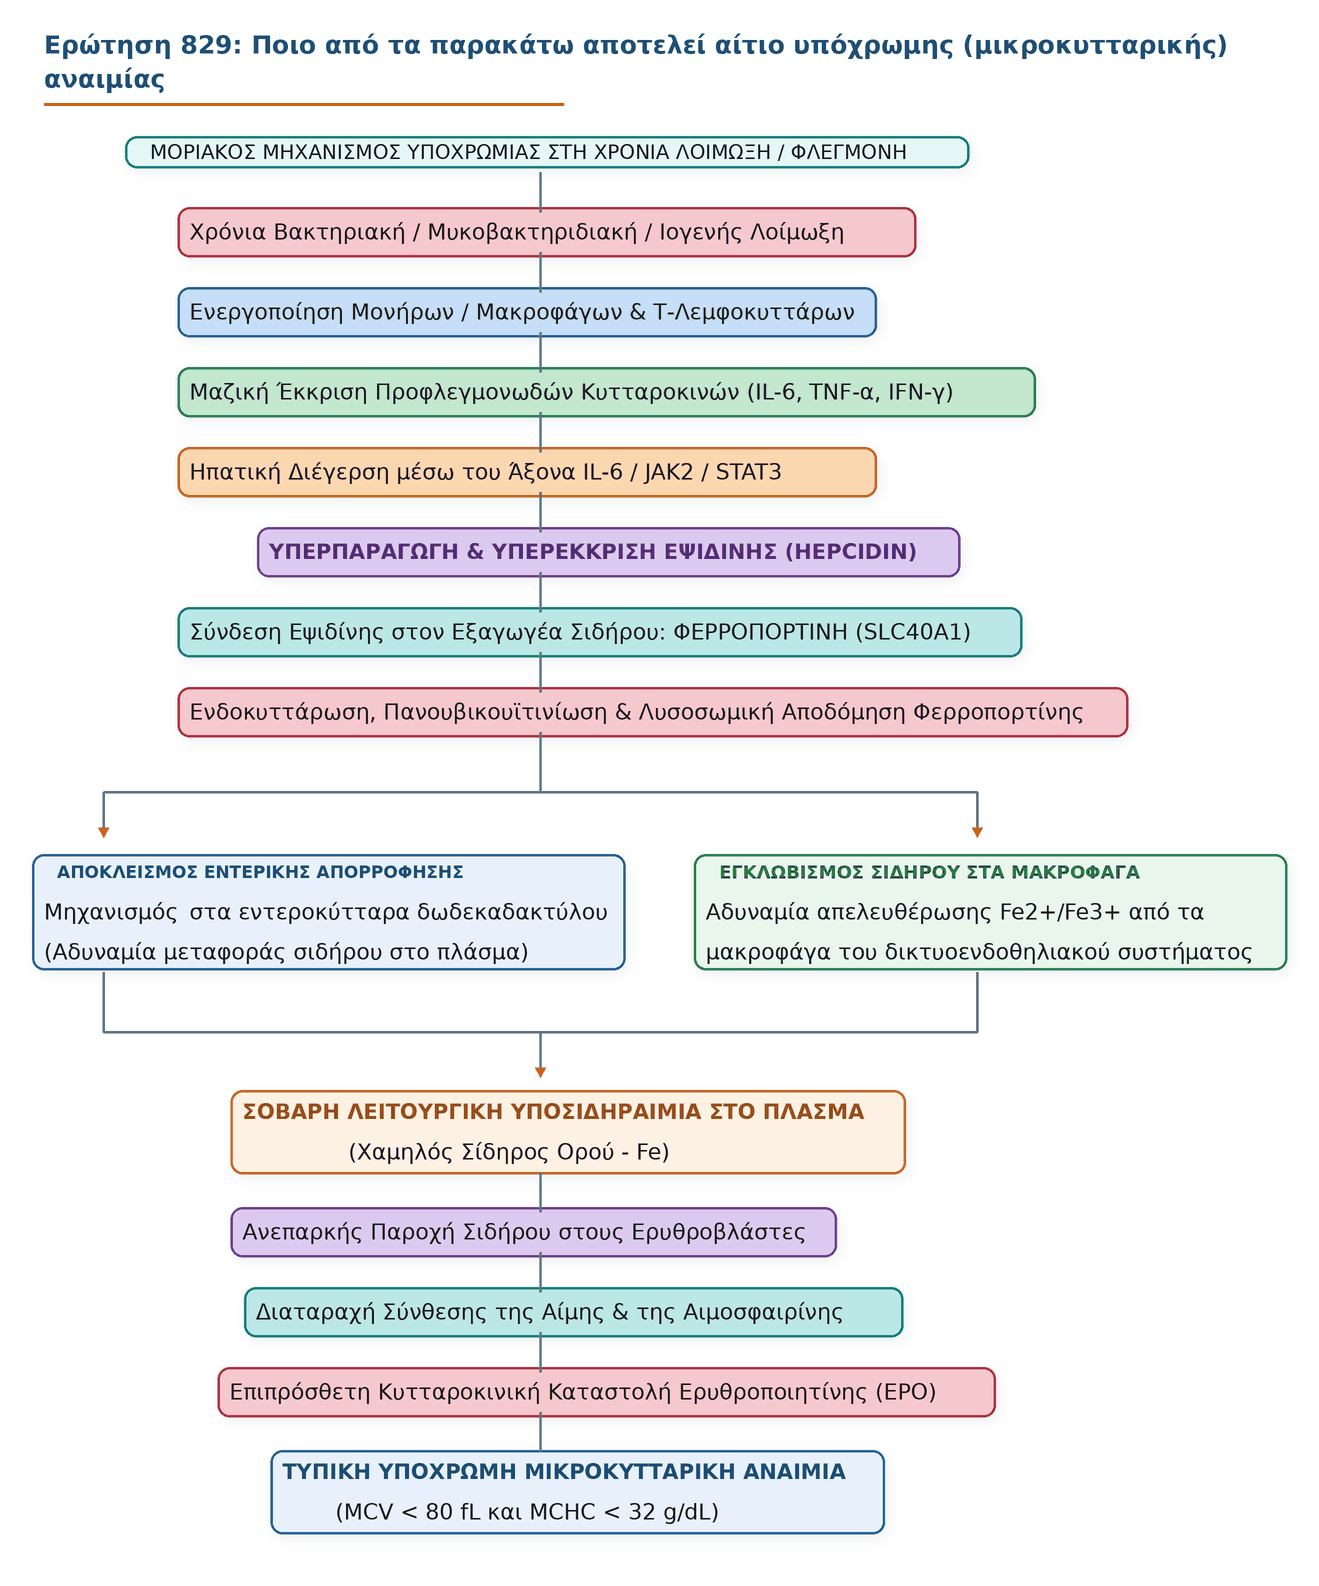 Ερώτηση 829: Ποιο από τα παρακάτω αποτελεί αίτιο υπόχρωμης (μικροκυτταρικής)
αναιμίας
ΜΟΡΙΑΚΟΣ ΜΗΧΑΝΙΣΜΟΣ ΥΠΟΧΡΩΜΙΑΣ ΣΤΗ ΧΡΟΝΙΑ ΛΟΙΜΩΞΗ / ΦΛΕΓΜΟΝΗ
Χρόνια Βακτηριακή / Μυκοβακτηριδιακή / Ιογενής Λοίμωξη
Ενεργοποίηση Μονήρων / Μακροφάγων & Τ-Λεμφοκυττάρων
Μαζική Έκκριση Προφλεγμονωδών Κυτταροκινών (IL-6, TNF-α, IFN-γ)
Ηπατική Διέγερση μέσω του Άξονα IL-6 / JAK2 / STAT3
ΥΠΕΡΠΑΡΑΓΩΓΗ & ΥΠΕΡΕΚΚΡΙΣΗ ΕΨΙΔΙΝΗΣ (HEPCIDIN)
Σύνδεση Εψιδίνης στον Εξαγωγέα Σιδήρου: ΦΕΡΡΟΠΟΡΤΙΝΗ (SLC40A1)
Ενδοκυττάρωση, Πανουβικουϊτινίωση & Λυσοσωμική Αποδόμηση Φερροπορτίνης
ΑΠΟΚΛΕΙΣΜΟΣ ΕΝΤΕΡΙΚΗΣ ΑΠΟΡΡΟΦΗΣΗΣ
Μηχανισμός στα εντεροκύτταρα δωδεκαδακτύλου
(Αδυναμία μεταφοράς σιδήρου στο πλάσμα)
ΕΓΚΛΩΒΙΣΜΟΣ ΣΙΔΗΡΟΥ ΣΤΑ ΜΑΚΡΟΦΑΓΑ
Αδυναμία απελευθέρωσης Fe2+/Fe3+ από τα
μακροφάγα του δικτυοενδοθηλιακού συστήματος
ΣΟΒΑΡΗ ΛΕΙΤΟΥΡΓΙΚΗ ΥΠΟΣΙΔΗΡΑΙΜΙΑ ΣΤΟ ΠΛΑΣΜΑ
(Χαμηλός Σίδηρος Ορού - Fe)
Ανεπαρκής Παροχή Σιδήρου στους Ερυθροβλάστες
Διαταραχή Σύνθεσης της Αίμης & της Αιμοσφαιρίνης
Επιπρόσθετη Κυτταροκινική Καταστολή Ερυθροποιητίνης (EPO)
ΤΥΠΙΚΗ ΥΠΟΧΡΩΜΗ ΜΙΚΡΟΚΥΤΤΑΡΙΚΗ ΑΝΑΙΜΙΑ
(MCV < 80 fL και MCHC < 32 g/dL)